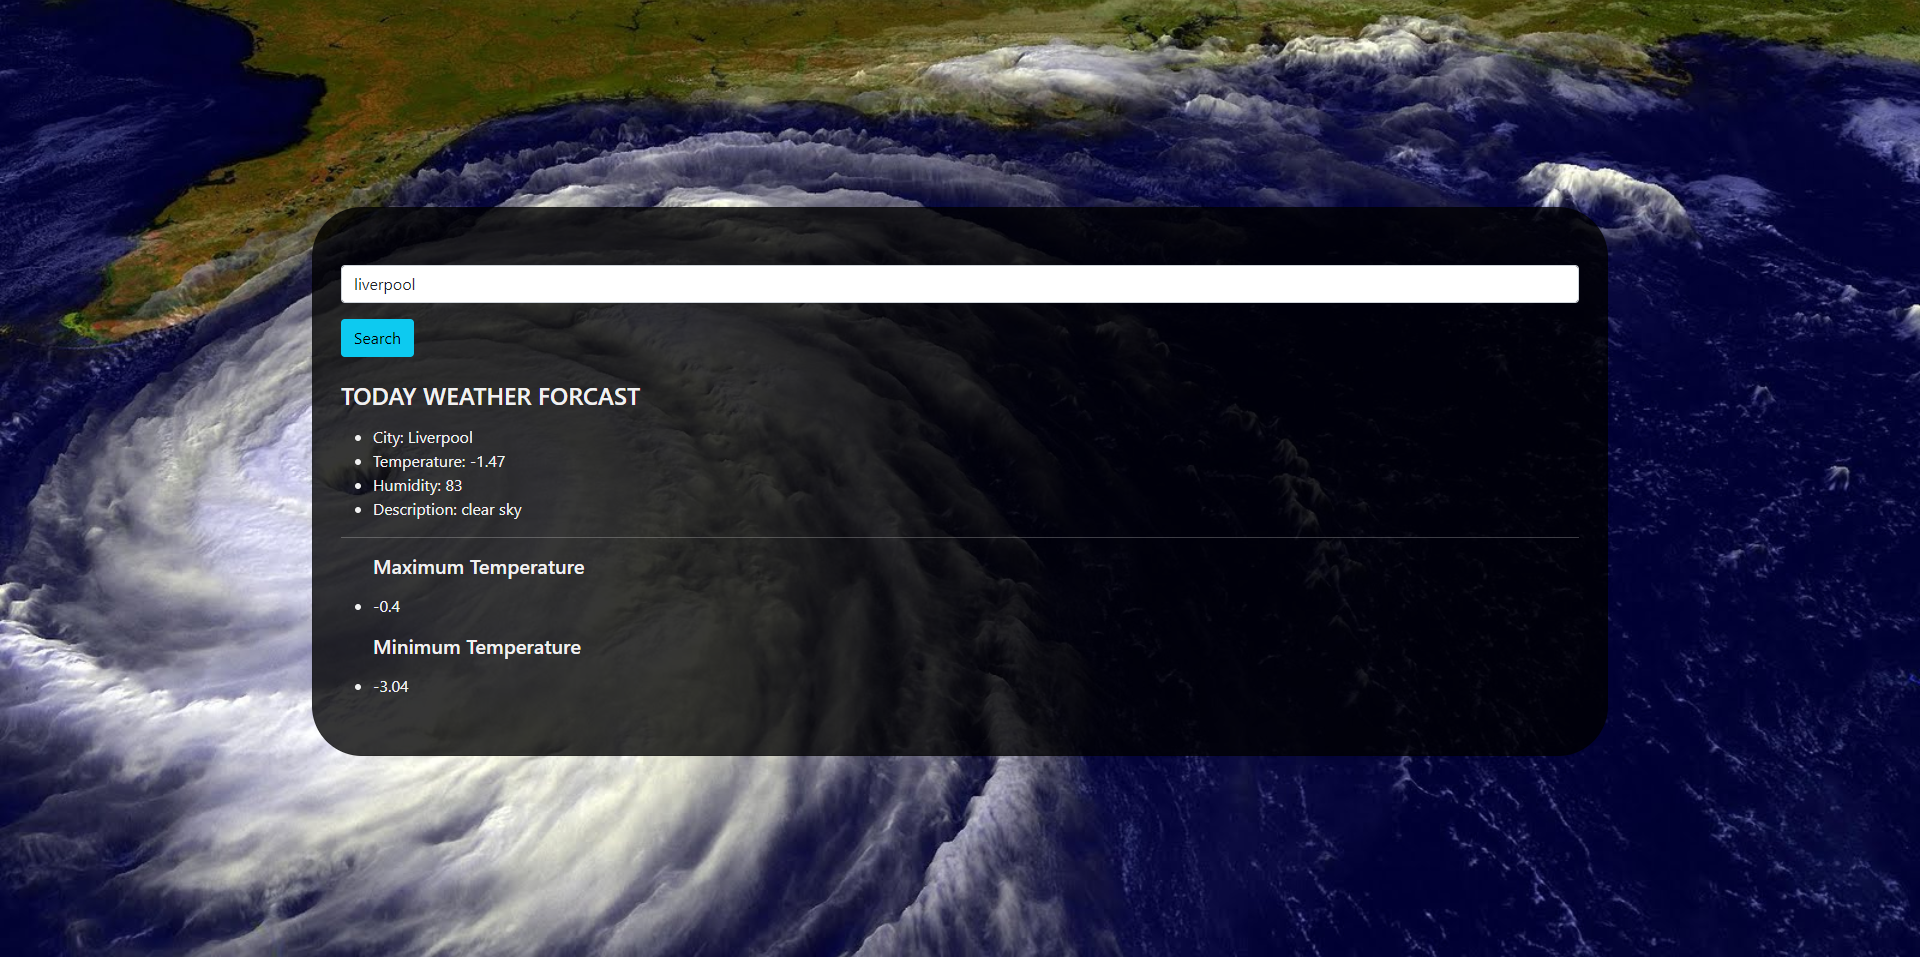 liverpool
Search
TODAY WEATHER FORCAST
City: Liverpool
Temperature: -1.47
Humidity: 83
Description: clear sky
Maximum Temperature
-0.4
Minimum Temperature
-3.04